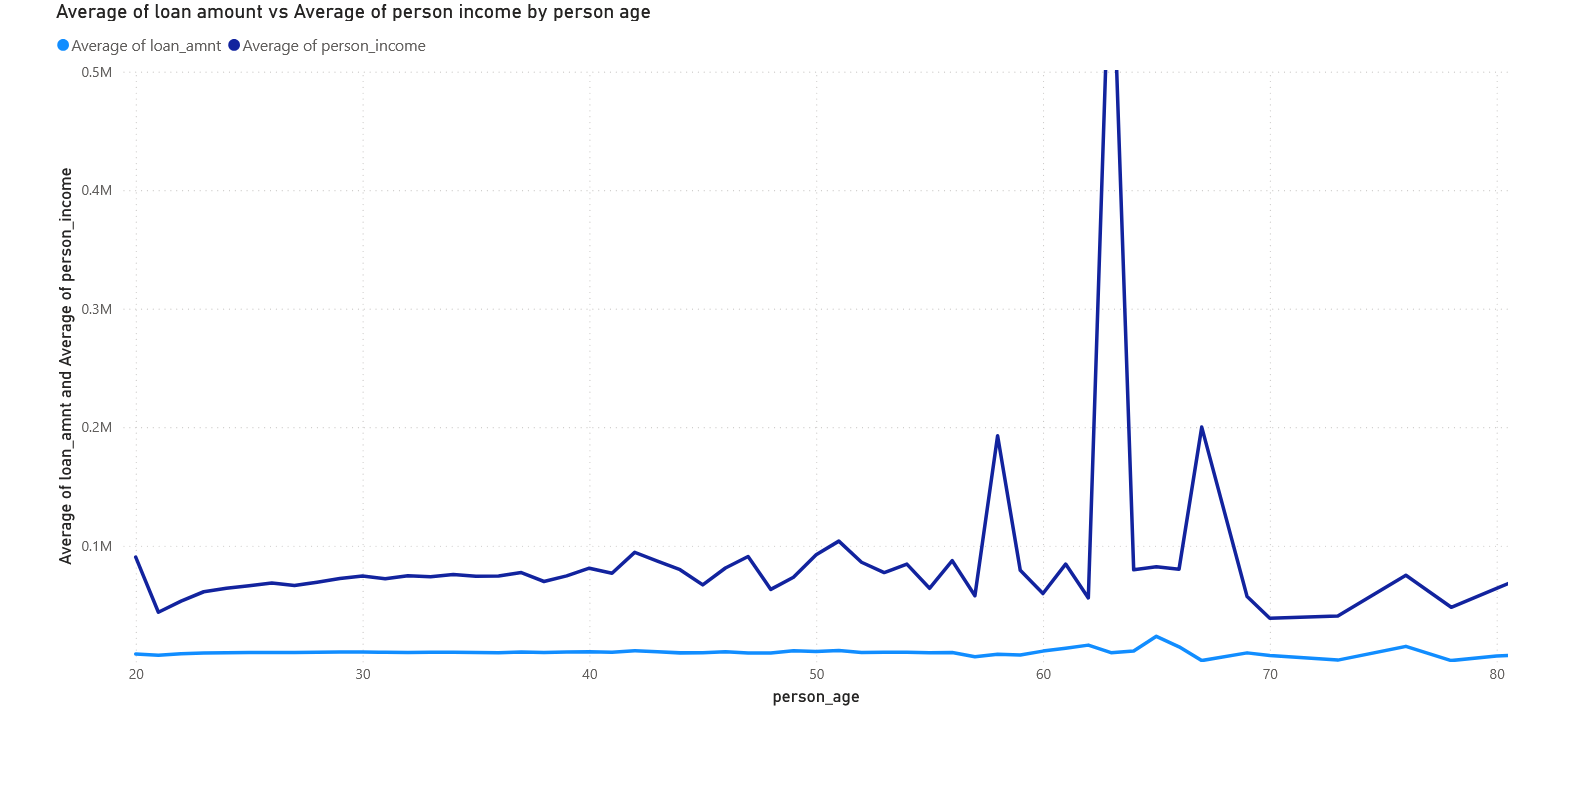 Average of loan amount vs Average of person income by person age
Average of loan_amnt Average of person_income
Average of loan_amnt and Average of person_income
0.5M
0.4M
0.3M
0.2M
0.1M
20 30 40 50 60 70 80
person_age